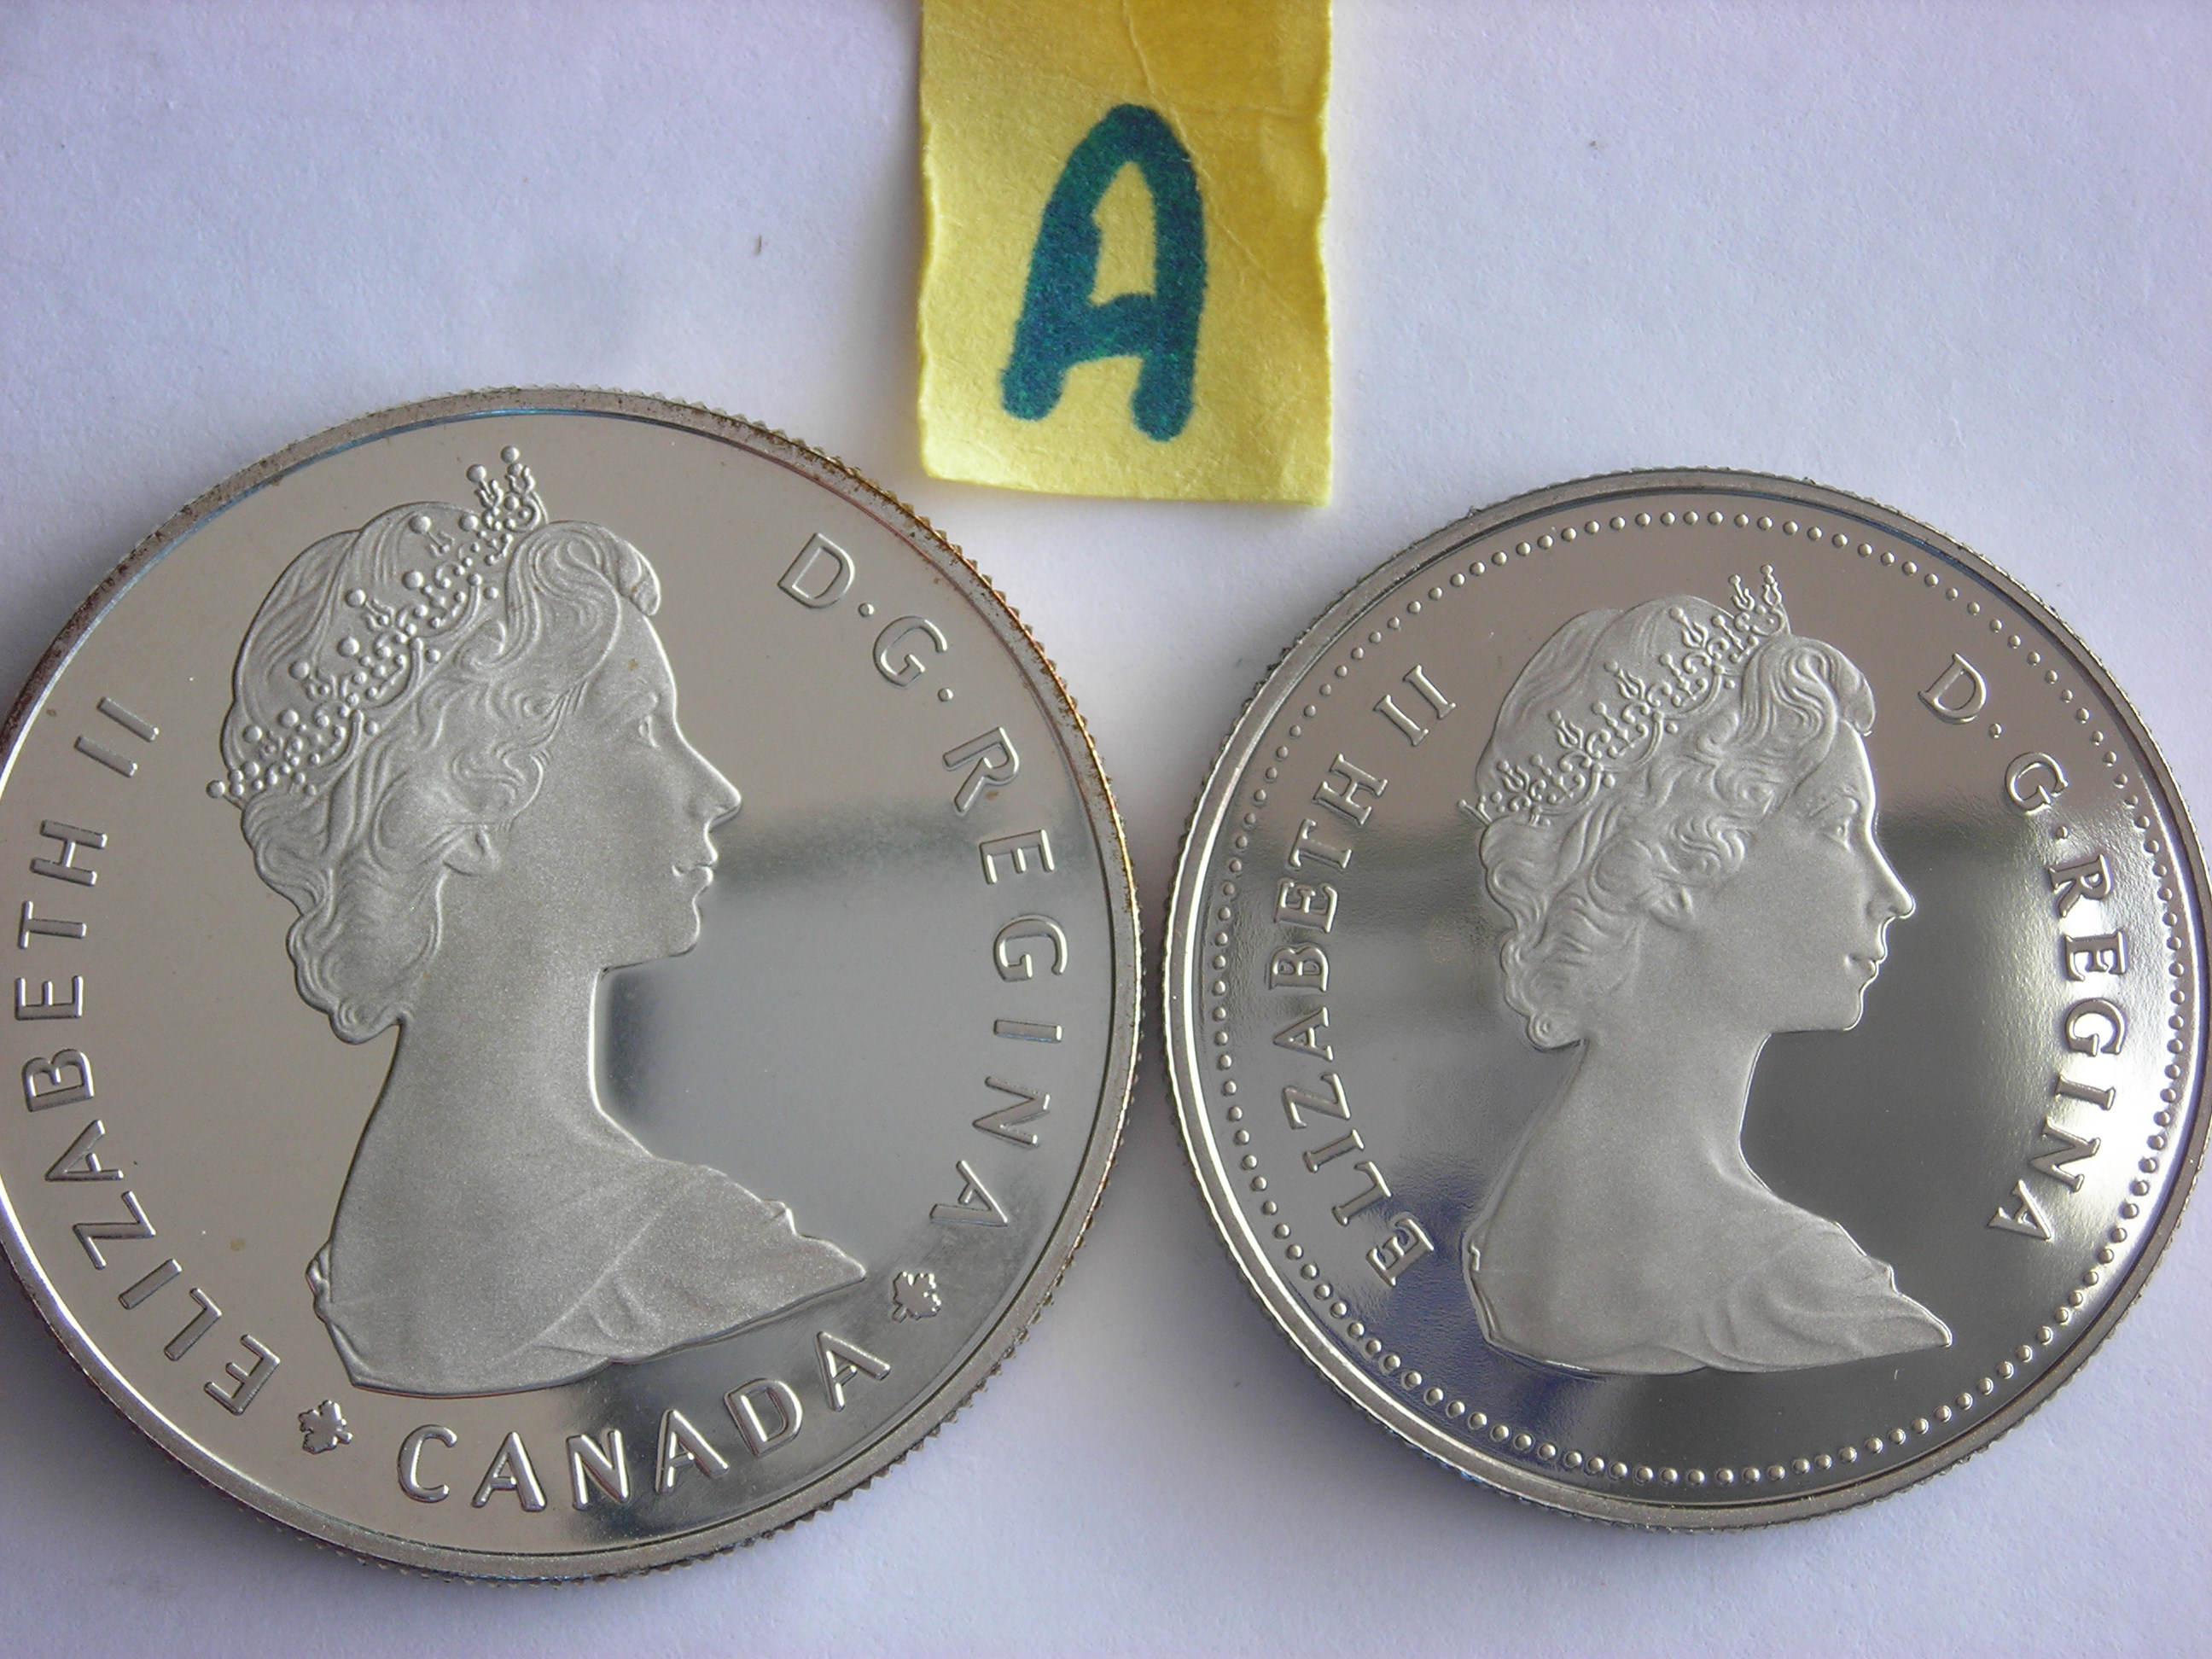 A
ELIZABETH II D·G·REGINA
CANADA
ELIZABETH II D·G·REGINA